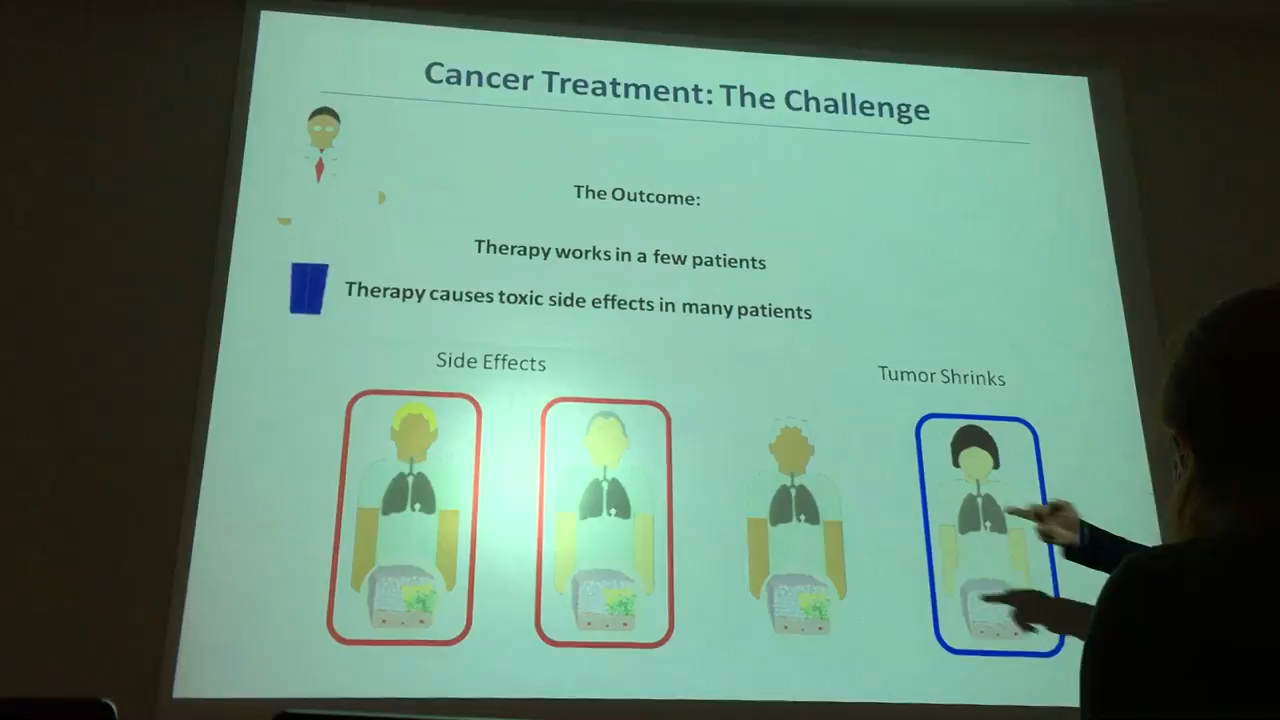 Cancer Treatment: The Challenge
The Outcome:
Therapy works in a few patients
Therapy causes toxic side effects in many patients
Side Effects
Tumor Shrinks